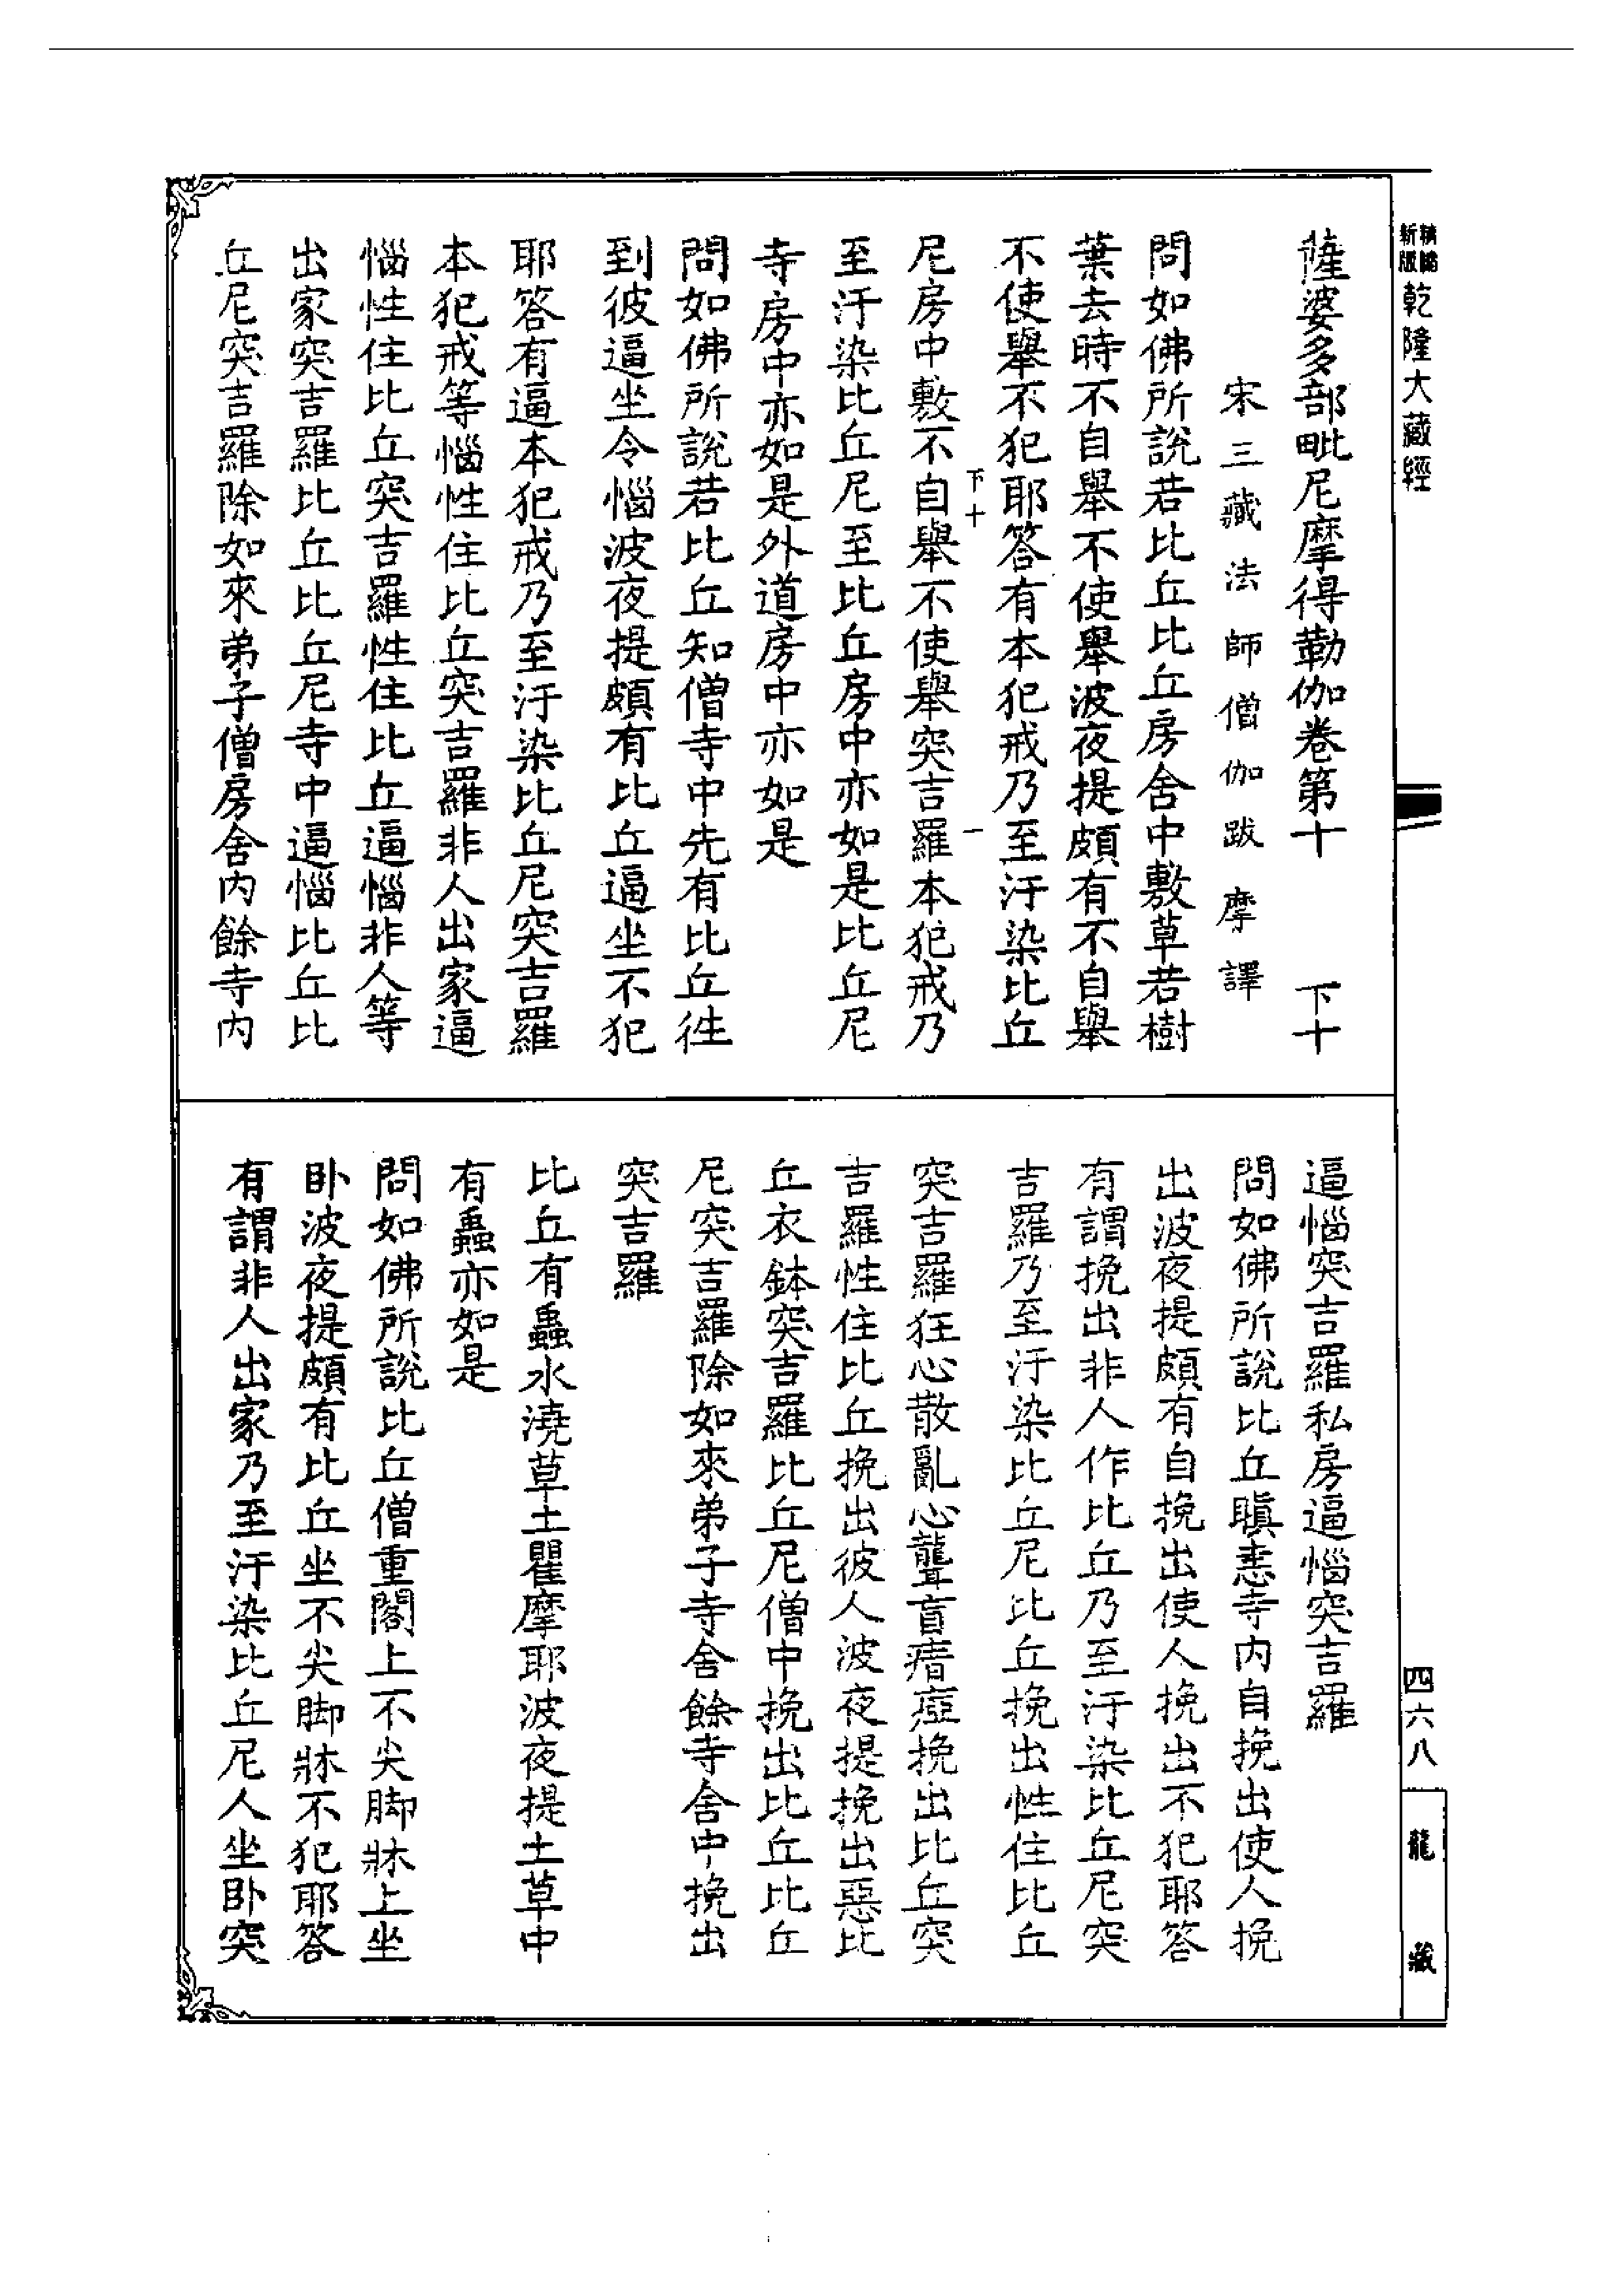 新版精縮乾隆大藏經
薩婆多部毗尼摩得勒伽卷第十 下十
宋三藏法師僧伽跋摩譯
問如佛所說若比丘比丘房舍中敷草若樹
葉去時不自舉不使舉波夜提頗有不自舉
不使舉不犯耶答有本犯戒乃至汙染比丘
下十 一
尼房中敷不自舉不使舉突吉羅本犯戒乃
至汙染比丘尼至比丘房中亦如是比丘尼
寺房中亦如是外道房中亦如是
問如佛所說若比丘知僧寺中先有比丘徃
到彼逼坐令惱波夜提頗有比丘逼坐不犯
耶答有逼本犯戒乃至汙染比丘尼突吉羅
本犯戒等惱性住比丘突吉羅非人出家逼
惱性住比丘突吉羅性住比丘逼惱非人等
出家突吉羅比丘比丘尼寺中逼惱比丘比
丘尼突吉羅除如來弟子僧房舍內餘寺內
逼惱突吉羅私房逼惱突吉羅
問如佛所說比丘瞋恚寺內自挽出使人挽
出波夜提頗有自挽出使人挽出不犯耶答
有謂挽出非人作比丘乃至汙染比丘尼突
吉羅乃至汙染比丘尼比丘挽出性住比丘
突吉羅狂心散亂心聾盲瘖瘂挽出比丘突
吉羅性住比丘挽出彼人波夜提挽出惡比
丘衣鉢突吉羅比丘尼僧中挽出比丘比丘
尼突吉羅除如來弟子寺舍餘寺舍中挽出
突吉羅
比丘有蟲水澆草土瞿摩耶波夜提土草中
有蟲亦如是
問如佛所說比丘僧重閣上不尖脚牀上坐
卧波夜提頗有比丘坐不尖脚牀不犯耶答
有謂非人出家乃至汙染比丘尼人坐卧突
四六八
龍藏